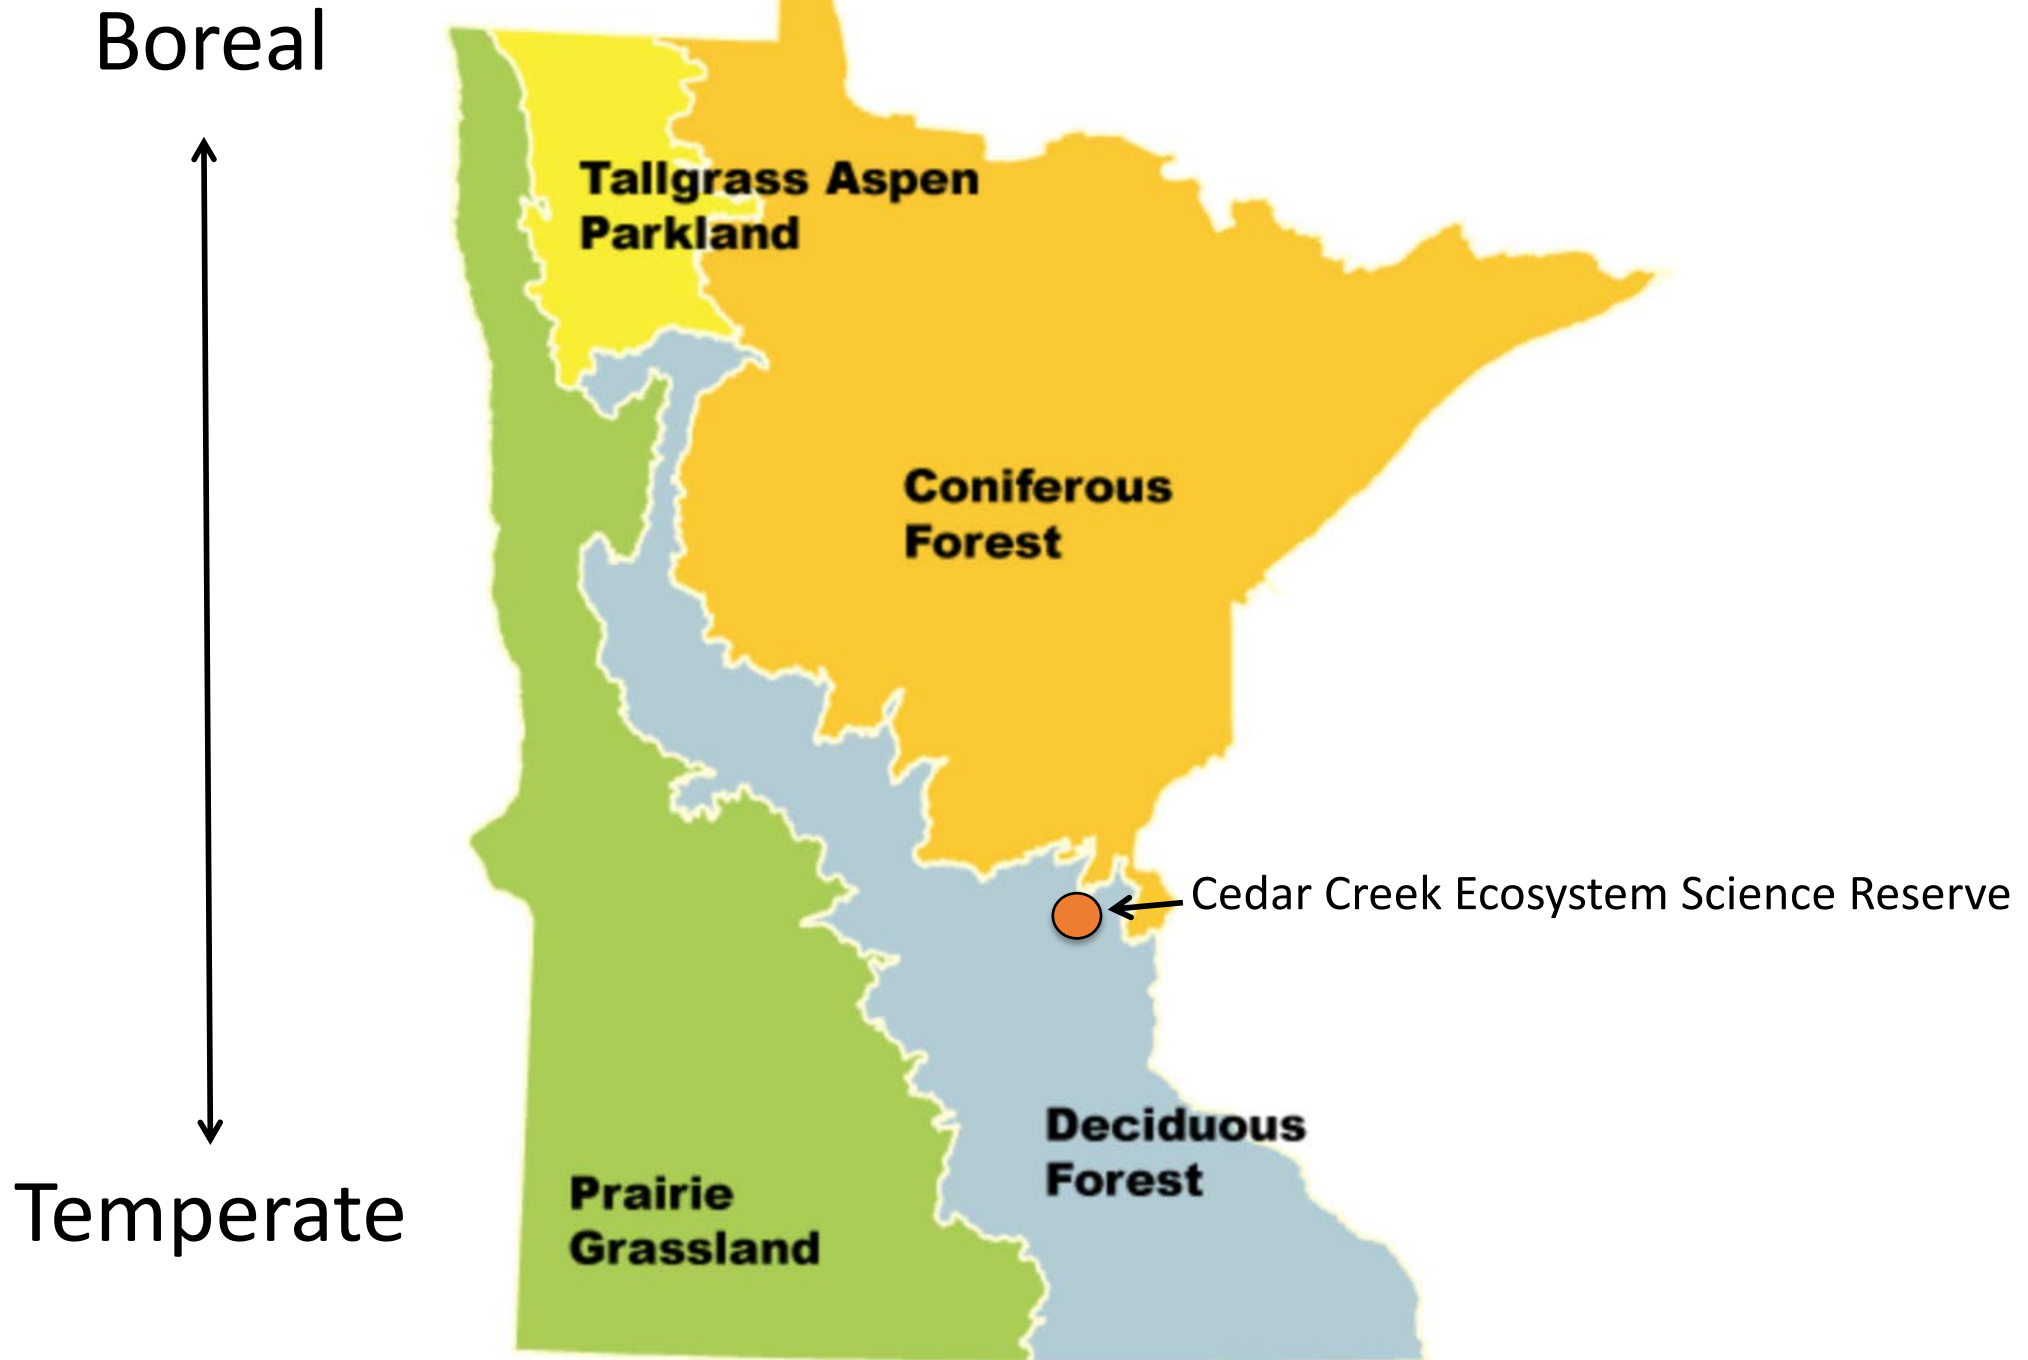 Boreal
Tallgrass Aspen
Parkland
Coniferous
Forest
Cedar Creek Ecosystem Science Reserve
Deciduous
Forest
Temperate
Prairie
Grassland